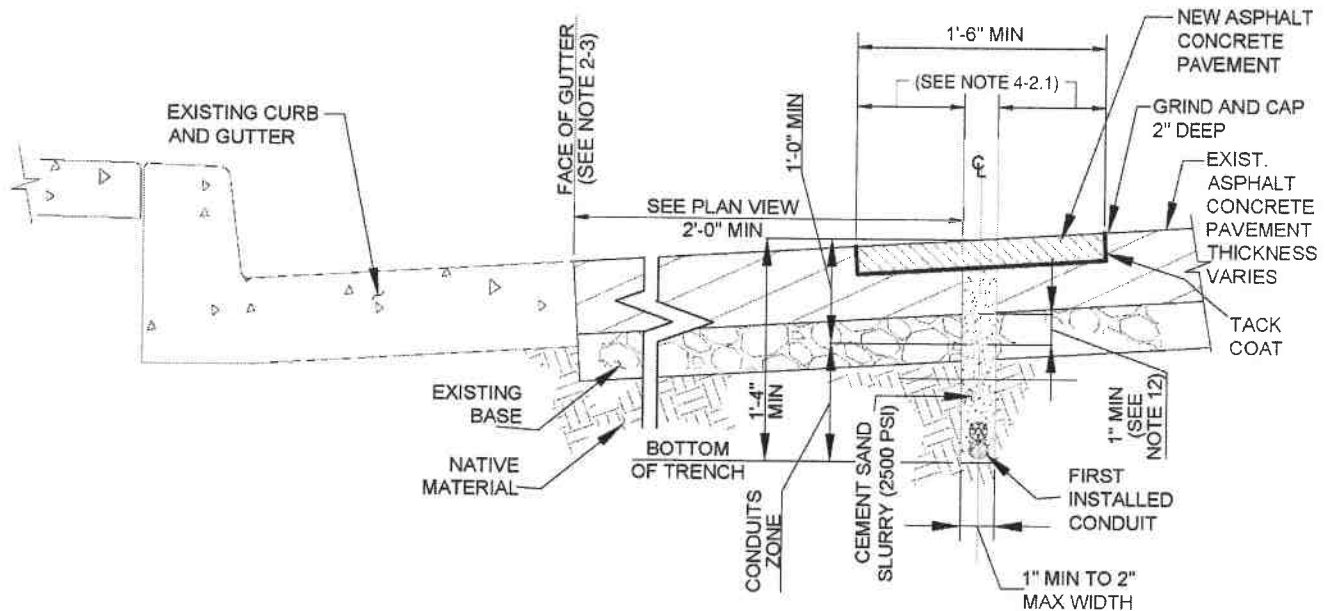 NEW ASPHALT
CONCRETE
PAVEMENT
1'-6" MIN
(SEE NOTE 4-2.1)
GRIND AND CAP
2" DEEP
EXISTING CURB
AND GUTTER
FACE OF GUTTER
(SEE NOTE 2-3)
1'-0" MIN
℄
EXIST.
ASPHALT
CONCRETE
PAVEMENT
THICKNESS
VARIES
SEE PLAN VIEW
2'-0" MIN
TACK
COAT
EXISTING
BASE
1'-4"
MIN
1" MIN
(SEE
NOTE 12)
NATIVE
MATERIAL
BOTTOM
OF TRENCH
CONDUITS
ZONE
CEMENT SAND
SLURRY (2500 PSI)
FIRST
INSTALLED
CONDUIT
1" MIN TO 2"
MAX WIDTH